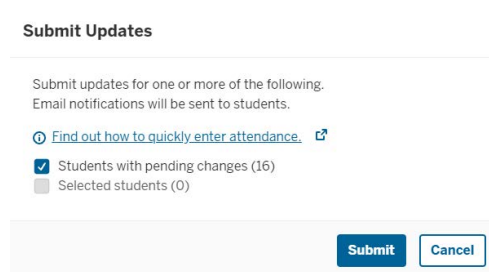 Submit Updates
Submit updates for one or more of the following.
Email notifications will be sent to students.
Find out how to quickly enter attendance.
Students with pending changes (16)
Selected students (0)
Submit Cancel